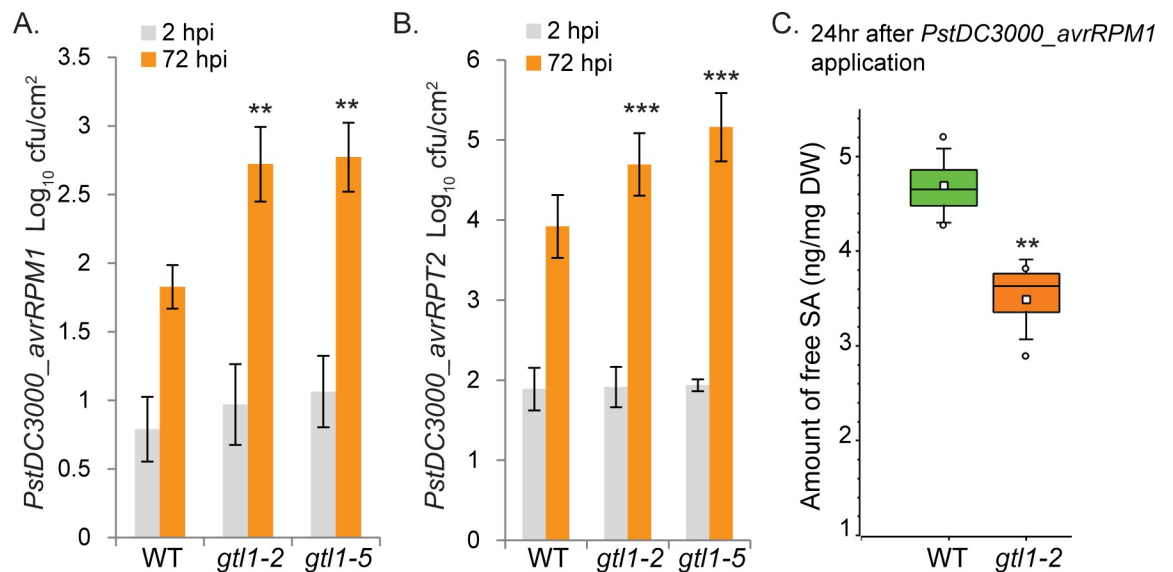 A.
2 hpi
72 hpi
PstDC3000_avrRPM1 Log10 cfu/cm2
3.5
3
2.5
2
1.5
1
0.5
0
**
**
WT
gtl1-2
gtl1-5
B.
2 hpi
72 hpi
PstDC3000_avrRPT2 Log10 cfu/cm2
6
5
4
3
2
1
0
***
***
WT
gtl1-2
gtl1-5
C.
24hr after PstDC3000_avrRPM1
application
Amount of free SA (ng/mg DW)
5
4
3
2
1
**
WT
gtl1-2